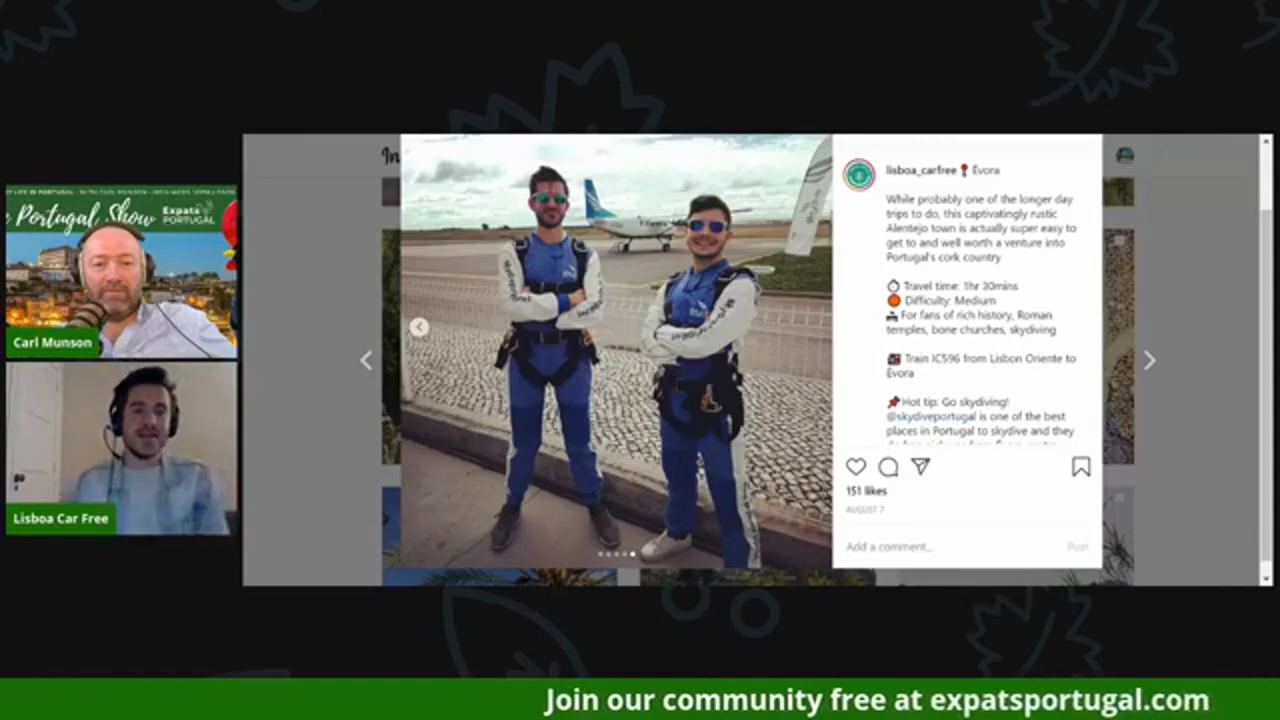 e Portugal Show
Expats
PORTUGAL
Carl Munson
Lisboa Car Free
In
lisboa_carfree📍Évora
While probably one of the longer day
trips to do, this captivatingly rustic
Alentejo town is actually super easy to
get to and well worth a venture into
Portugal's cork country
Travel time: 1hr 30mins
Difficulty: Medium
For fans of rich history, Roman
temples, bone churches, skydiving
Train IC596 from Lisbon Oriente to
Évora
📌Hot tip: Go skydiving!
@skydiveportugal is one of the best
places in Portugal to skydive and they
151 likes
AUGUST 7
Add a comment...
Post
Join our community free at expatsportugal.com